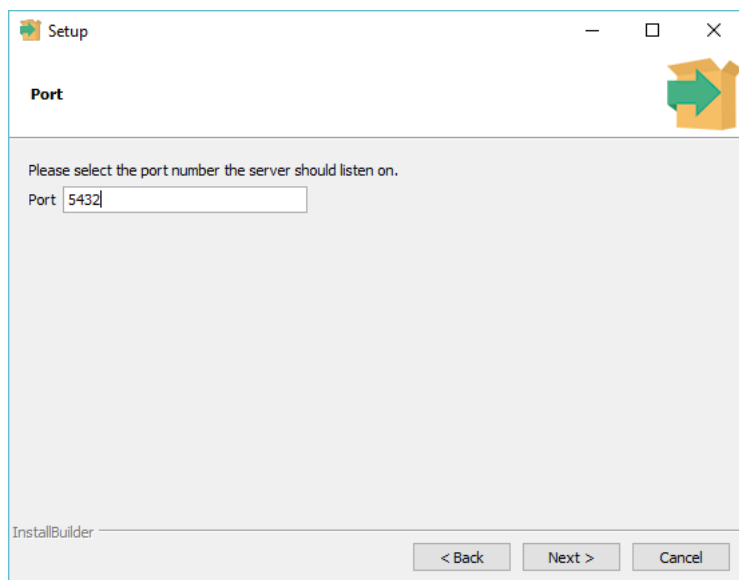 Setup
Port
Please select the port number the server should listen on.
Port 5432
InstallBuilder
< Back Next > Cancel